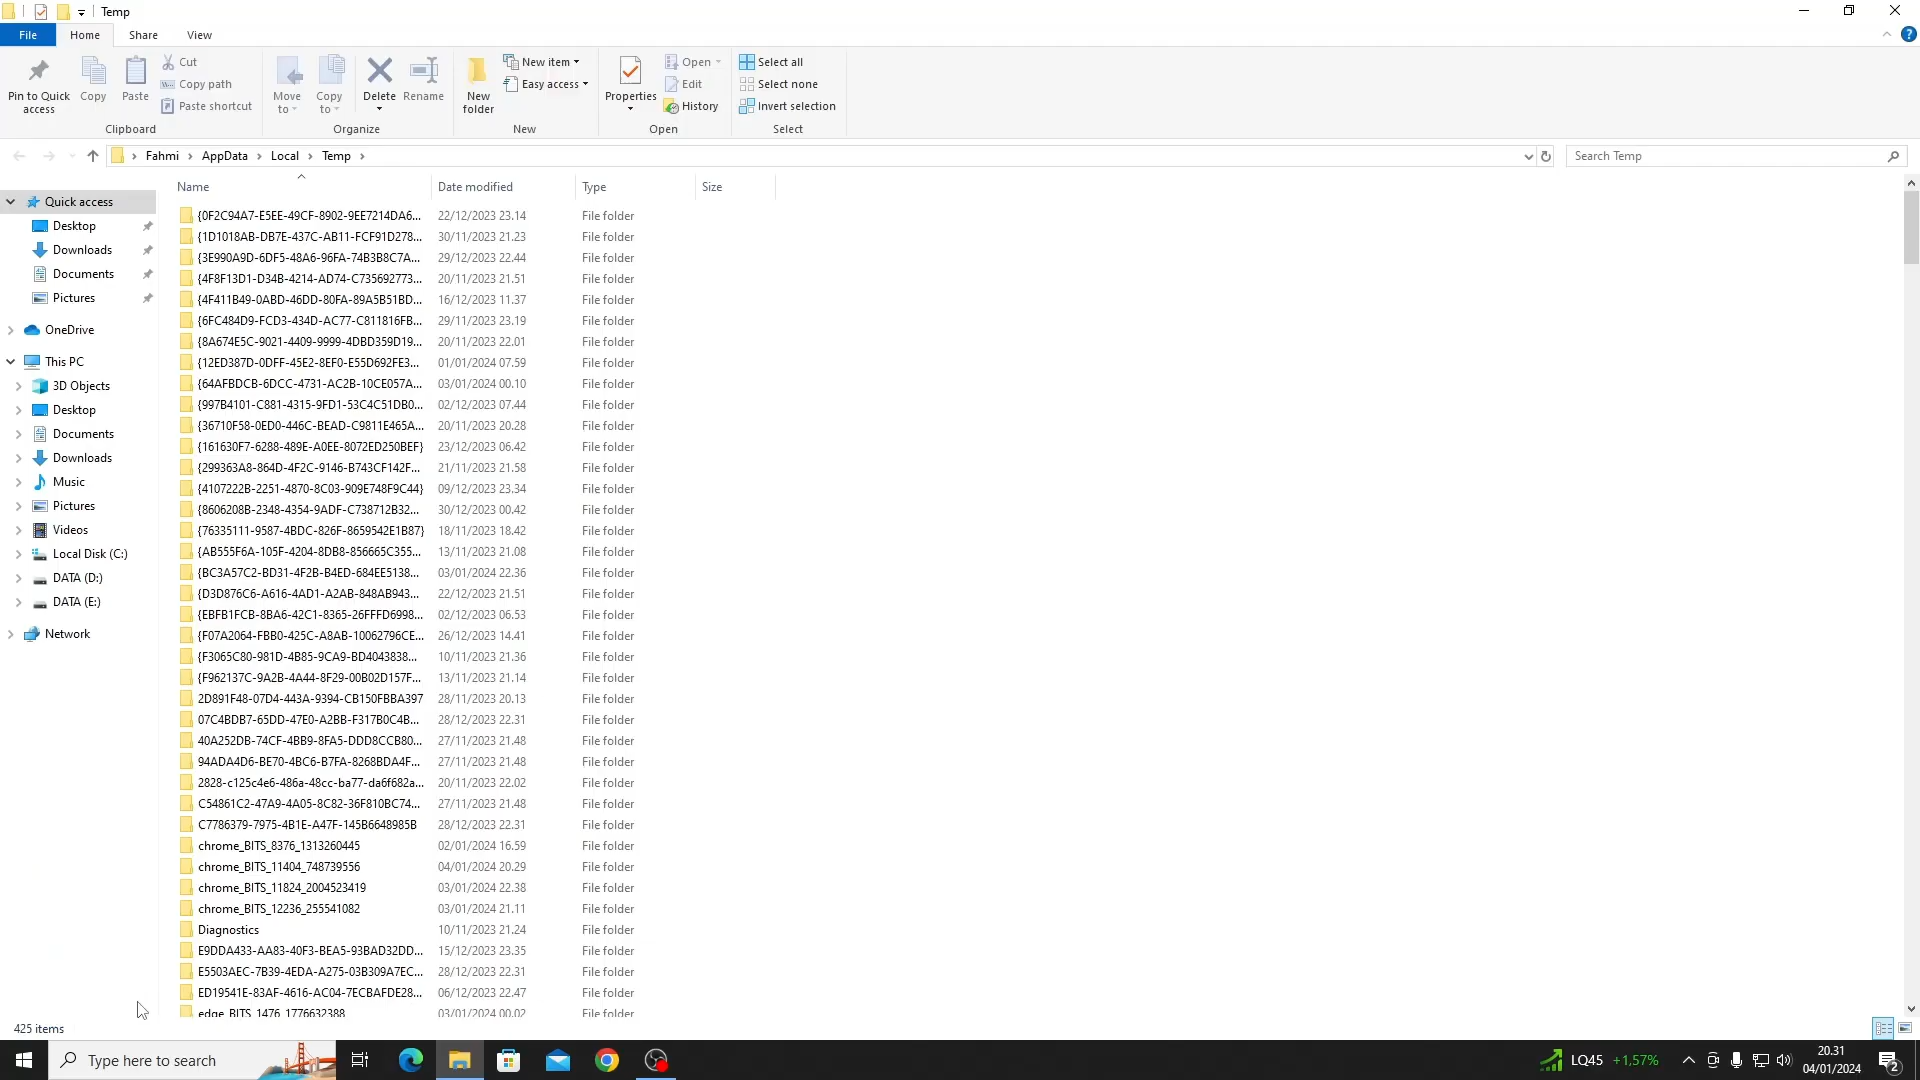 Temp
File
Home
Share
View
Pin to Quick access
Copy
Paste
Cut
Copy path
Paste shortcut
Clipboard
Move to
Copy to
Delete
Rename
Organize
New folder
New item
Easy access
New
Properties
Open
Edit
History
Open
Select all
Select none
Invert selection
Select
Fahmi > AppData > Local > Temp >
Search Temp
Name Date modified Type Size
Quick access
Desktop
Downloads
Documents
Pictures
OneDrive
This PC
3D Objects
Desktop
Documents
Downloads
Music
Pictures
Videos
Local Disk (C:)
DATA (D:)
DATA (E:)
Network
{0F2C94A7-E5EE-49CF-8902-9EE7214DA6... 22/12/2023 23.14 File folder
{1D1018AB-DB7E-437C-AB11-FCF91D278... 30/11/2023 21.23 File folder
{3E990A9D-6DF5-48A6-96FA-74B3B8C7A... 29/12/2023 22.44 File folder
{4F8F13D1-D34B-4214-AD74-C735692773... 20/11/2023 21.51 File folder
{4F411B49-0ABD-46DD-80FA-89A5B51BD... 16/12/2023 11.37 File folder
{6FC484D9-FCD3-434D-AC77-C811816FB... 29/11/2023 23.19 File folder
{8A674E5C-9021-4409-9999-4DBD359D19... 20/11/2023 22.01 File folder
{12ED387D-0DFF-45E2-8EF0-E55D692FE3... 01/01/2024 07.59 File folder
{64AFBDCB-6DCC-4731-AC2B-10CE057A... 03/01/2024 00.10 File folder
{997B4101-C881-4315-9FD1-53C4C51DB0... 02/12/2023 07.44 File folder
{36710F58-0ED0-446C-BEAD-C9811E465A... 20/11/2023 20.28 File folder
{161630F7-6288-489E-A0EE-8072ED250BEF} 23/12/2023 06.42 File folder
{299363A8-864D-4F2C-9146-B743CF142F... 21/11/2023 21.58 File folder
{4107222B-2251-4870-8C03-909E748F9C44} 09/12/2023 23.34 File folder
{8606208B-2348-4354-9ADF-C738712B32... 30/12/2023 00.42 File folder
{76335111-9587-4BDC-826F-8659542E1B87} 18/11/2023 18.42 File folder
{AB555F6A-105F-4204-8DB8-856665C355... 13/11/2023 21.08 File folder
{BC3A57C2-BD31-4F2B-B4ED-684EE5138... 03/01/2024 22.36 File folder
{D3D876C6-A616-4AD1-A2AB-848AB943... 22/12/2023 21.51 File folder
{EBFB1FCB-8BA6-42C1-8365-26FFFD6998... 02/12/2023 06.53 File folder
{F07A2064-FBB0-425C-A8AB-10062796CE... 26/12/2023 14.41 File folder
{F3065C80-981D-4B85-9CA9-BD4043838... 10/11/2023 21.36 File folder
{F962137C-9A2B-4A44-8F29-00B02D157F... 13/11/2023 21.14 File folder
2D891F48-07D4-443A-9394-CB150FBBA397 28/11/2023 20.13 File folder
07C4BDB7-65DD-47E0-A2BB-F317B0C4B... 28/12/2023 22.31 File folder
40A252DB-74CF-4BB9-8FA5-DDD8CCB80... 27/11/2023 21.48 File folder
94ADA4D6-BE70-4BC6-B7FA-8268BDA4F... 27/11/2023 21.48 File folder
2828-c125c4e6-486a-48cc-ba77-da6f682a... 20/11/2023 22.02 File folder
C54861C2-47A9-4A05-8C82-36F810BC74... 27/11/2023 21.48 File folder
C7786379-7975-4B1E-A47F-145B6648985B 28/12/2023 22.31 File folder
chrome_BITS_8376_1313260445 02/01/2024 16.59 File folder
chrome_BITS_11404_748739556 04/01/2024 20.29 File folder
chrome_BITS_11824_2004523419 03/01/2024 22.38 File folder
chrome_BITS_12236_255541082 03/01/2024 21.11 File folder
Diagnostics 10/11/2023 21.24 File folder
E9DDA433-AA83-40F3-BEA5-93BAD32DD... 15/12/2023 23.35 File folder
E5503AEC-7B39-4EDA-A275-03B309A7EC... 28/12/2023 22.31 File folder
ED19541E-83AF-4616-AC04-7ECBAFDE28... 06/12/2023 22.47 File folder
edge_BITS_1476_1776632388 03/01/2024 00.02 File folder
425 items
Type here to search
LQ45 +1,57%
20.31
04/01/2024
2